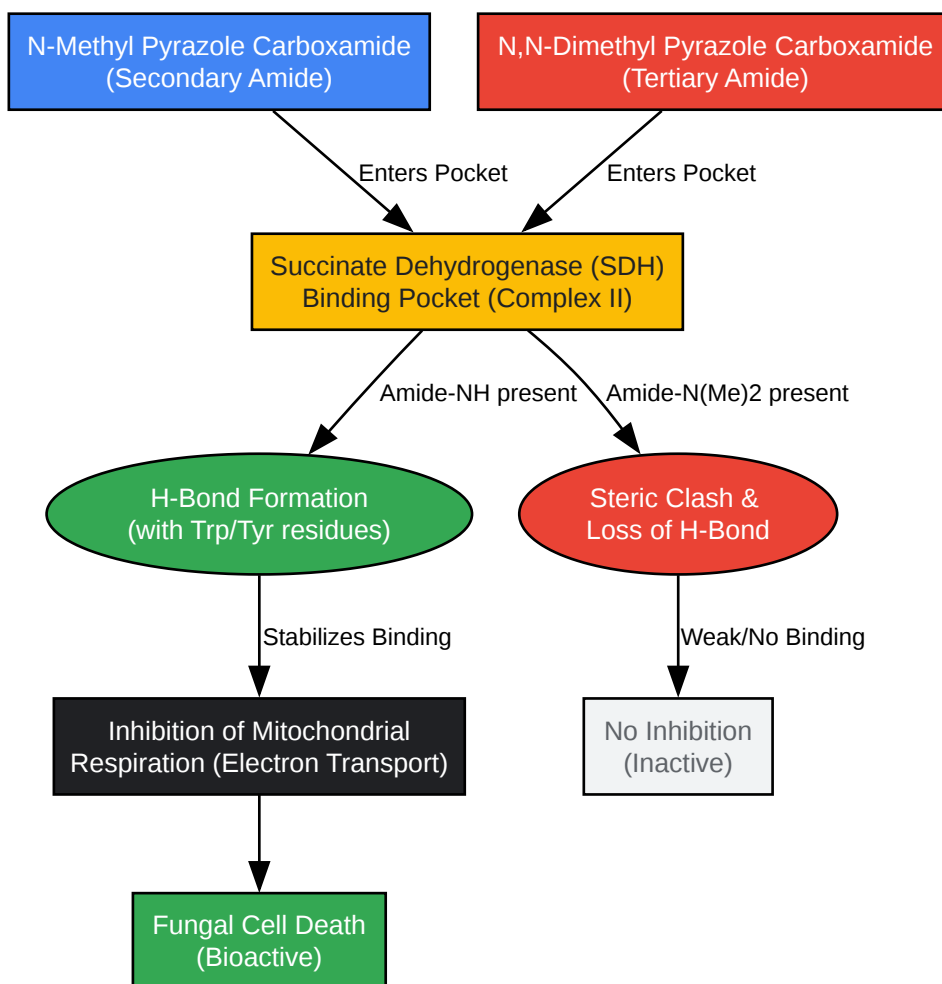 N-Methyl Pyrazole Carboxamide
(Secondary Amide)
N,N-Dimethyl Pyrazole Carboxamide
(Tertiary Amide)
Enters Pocket
Enters Pocket
Succinate Dehydrogenase (SDH)
Binding Pocket (Complex II)
Amide-NH present
Amide-N(Me)2 present
H-Bond Formation
(with Trp/Tyr residues)
Steric Clash &
Loss of H-Bond
Stabilizes Binding
Weak/No Binding
Inhibition of Mitochondrial
Respiration (Electron Transport)
No Inhibition
(Inactive)
Fungal Cell Death
(Bioactive)